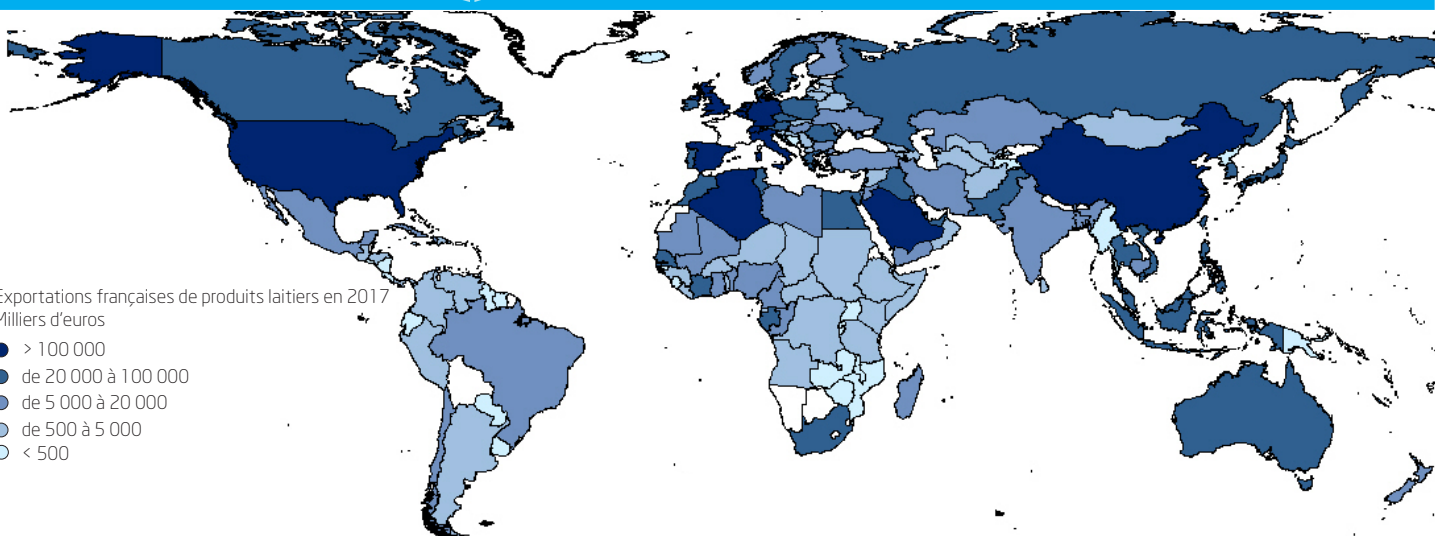 Exportations françaises de produits laitiers en 2017
Milliers d'euros
> 100 000
de 20 000 à 100 000
de 5 000 à 20 000
de 500 à 5 000
< 500